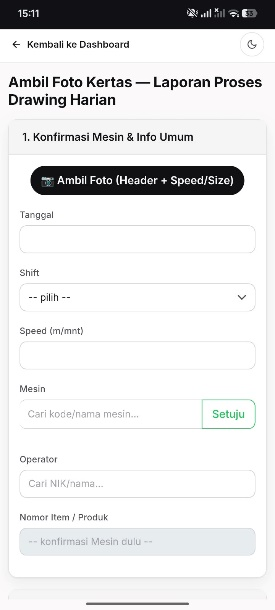 15:11
83
← Kembali ke Dashboard
Ambil Foto Kertas — Laporan Proses
Drawing Harian
1. Konfirmasi Mesin & Info Umum
📷 Ambil Foto (Header + Speed/Size)
Tanggal
Shift
-- pilih --
Speed (m/mnt)
Mesin
Cari kode/nama mesin...
Setuju
Operator
Cari NIK/nama...
Nomor Item / Produk
-- konfirmasi Mesin dulu --